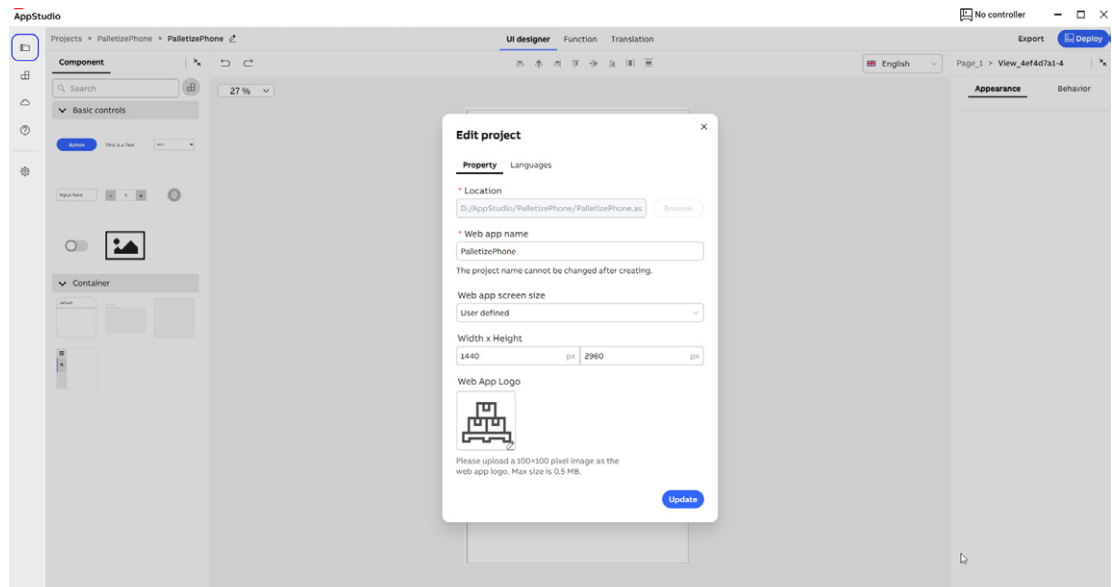 AppStudio
No controller
Projects > PalletizePhone > PalletizePhone
UI designer Function Translation
Export Deploy
Component
English
Page_1 > View_4ef4d7a1-4
Search
27 %
Appearance Behavior
Basic controls
Button This is a Text
Input here
Container
default
Edit project
Property Languages
* Location
D:/AppStudio/PalletizePhone/PalletizePhone.as
Browse
* Web app name
PalletizePhone
The project name cannot be changed after creating.
Web app screen size
User defined
Width x Height
1440 px 2960 px
Web App Logo
Please upload a 100×100 pixel image as the
web app logo. Max size is 0.5 MB.
Update